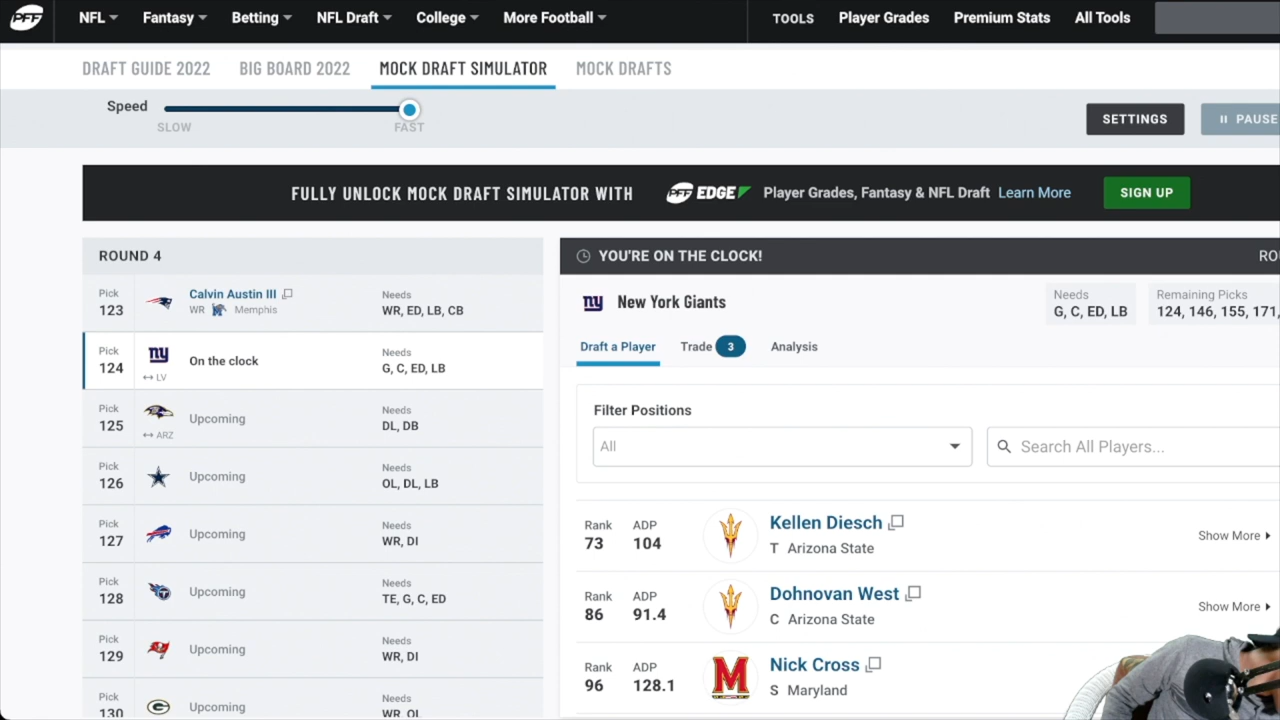 PFF NFL Fantasy Betting NFL Draft College More Football TOOLS Player Grades Premium Stats All Tools
DRAFT GUIDE 2022 BIG BOARD 2022 MOCK DRAFT SIMULATOR MOCK DRAFTS
Speed
SLOW FAST
SETTINGS PAUSE
FULLY UNLOCK MOCK DRAFT SIMULATOR WITH PFF EDGE Player Grades, Fantasy & NFL Draft Learn More SIGN UP
ROUND 4
Pick
123
Calvin Austin III
WR Memphis
Needs
WR, ED, LB, CB
Pick
124
ny
↔ LV
On the clock
Needs
G, C, ED, LB
Pick
125
↔ ARZ
Upcoming
Needs
DL, DB
Pick
126
Upcoming
Needs
OL, DL, LB
Pick
127
Upcoming
Needs
WR, DI
Pick
128
Upcoming
Needs
TE, G, C, ED
Pick
129
Upcoming
Needs
WR, DI
Pick
130
Upcoming
Needs
WR, OL
YOU'RE ON THE CLOCK! ROU
ny New York Giants
Needs
G, C, ED, LB
Remaining Picks
124, 146, 155, 171,
Draft a Player Trade 3 Analysis
Filter Positions
All
Search All Players...
Rank ADP
73 104
Kellen Diesch
T Arizona State
Show More
Rank ADP
86 91.4
Dohnovan West
C Arizona State
Show More
Rank ADP
96 128.1
M
Nick Cross
S Maryland